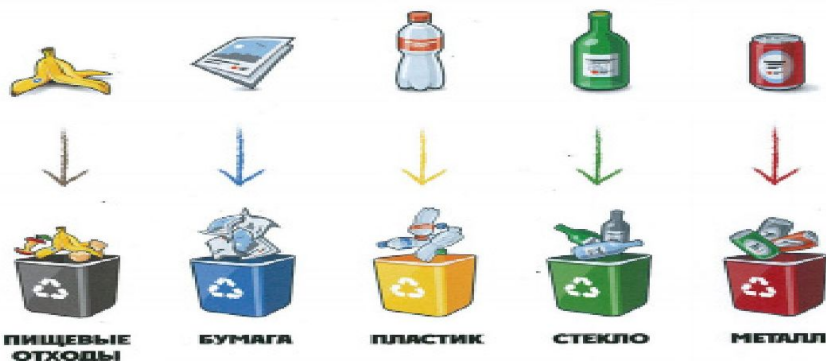 ПИЩЕВЫЕ
ОТХОДЫ
БУМАГА
ПЛАСТИК
СТЕКЛО
МЕТАЛЛ